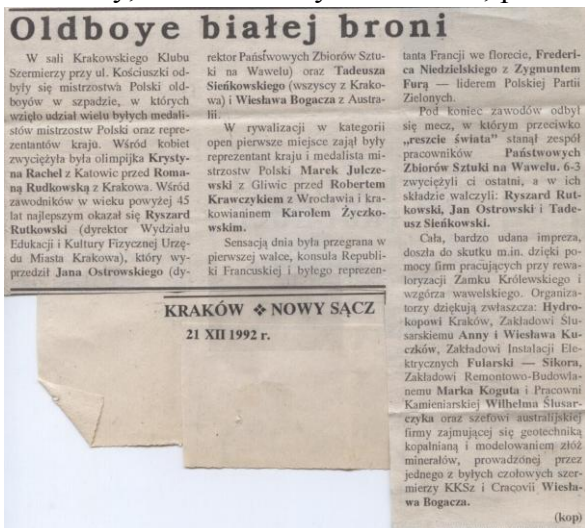 Oldboye białej broni
W sali Krakowskiego Klubu
Szermierzy przy ul. Kościuszki od-
były się mistrzostwa Polski old-
boyów w szpadzie, w których
wzięło udział wielu byłych medali-
stów mistrzostw Polski oraz repre-
zentantów kraju. Wśród kobiet
zwyciężyła była olimpijka Krysty-
na Rachel z Katowic przed Roma-
ną Rudkowską z Krakowa. Wśród
zawodników w wieku powyżej 45
lat najlepszym okazał się Ryszard
Rutkowski (dyrektor Wydziału
Edukacji i Kultury Fizycznej Urzę-
du Miasta Krakowa), który wy-
przedził Jana Ostrowskiego (dy-
rektor Państwowych Zbiorów Sztu-
ki na Wawelu) oraz Tadeusza
Sieńkowskiego (wszyscy z Krako-
wa) i Wiesława Bogacza z Austra-
lii.
W rywalizacji w kategorii
open pierwsze miejsce zajął były
reprezentant kraju i medalista mi-
strzostw Polski Marek Julcze-
wski z Gliwic przed Robertem
Krawczykiem z Wrocławia i kra-
kowianinem Karolem Życzko-
wskim.
Sensacją dnia była przegrana w
pierwszej walce, konsula Republi-
ki Francuskiej i byłego reprezen-
tanta Francji we florecie, Frederi-
ca Niedzielskiego z Zygmuntem
Furą — liderem Polskiej Partii
Zielonych.
Pod koniec zawodów odbył
się mecz, w którym przeciwko
„reszcie świata" stanął zespół
pracowników Państwowych
Zbiorów Sztuki na Wawelu. 6-3
zwyciężyli ci ostatni, a w ich
składzie walczyli: Ryszard Rut-
kowski, Jan Ostrowski i Tade-
usz Sieńkowski.
Cała, bardzo udana impreza,
doszła do skutku m.in. dzięki po-
mocy firm pracujących przy rewa-
loryzacji Zamku Królewskiego i
wzgórza wawelskiego. Organiza-
torzy dziękują zwłaszcza: Hydro-
kopowi Kraków, Zakładowi Ślu-
sarskiemu Anny i Wiesława Ku-
czków, Zakładowi Instalacji Ele-
ktrycznych Fularski — Sikora,
Zakładowi Remontowo-Budowla-
nemu Marka Koguta i Pracowni
Kamieniarskiej Wilhelma Ślusar-
czyka oraz szefowi australijskiej
firmy zajmującej się geotechniką
kopalnianą i modelowaniem złóż
minerałów, prowadzonej przez
jednego z byłych czołowych szer-
mierzy KKSz i Cracovii Wiesła-
wa Bogacza.
(kop)
KRAKÓW ❖ NOWY SĄCZ
21 XII 1992 r.